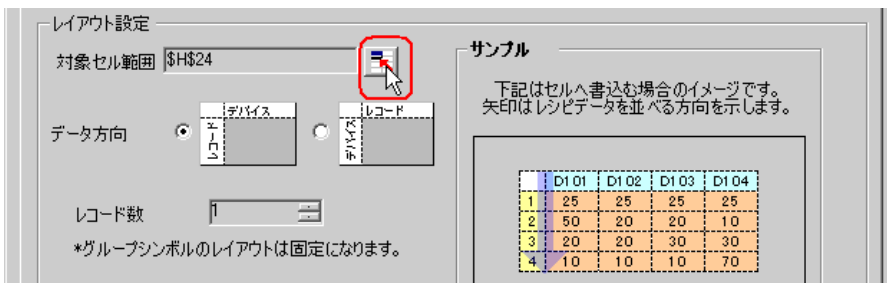 レイアウト設定
対象セル範囲 $H$24
データ方向
デバイス
レコード
レコード
デバイス
レコード数 1
*グループシンボルのレイアウトは固定になります。
サンプル
下記はセルへ書込む場合のイメージです。
矢印はレシピデータを並べる方向を示します。
D101 D102 D103 D104
1 25 25 25 25
2 50 20 20 10
3 20 20 30 30
4 10 10 10 70